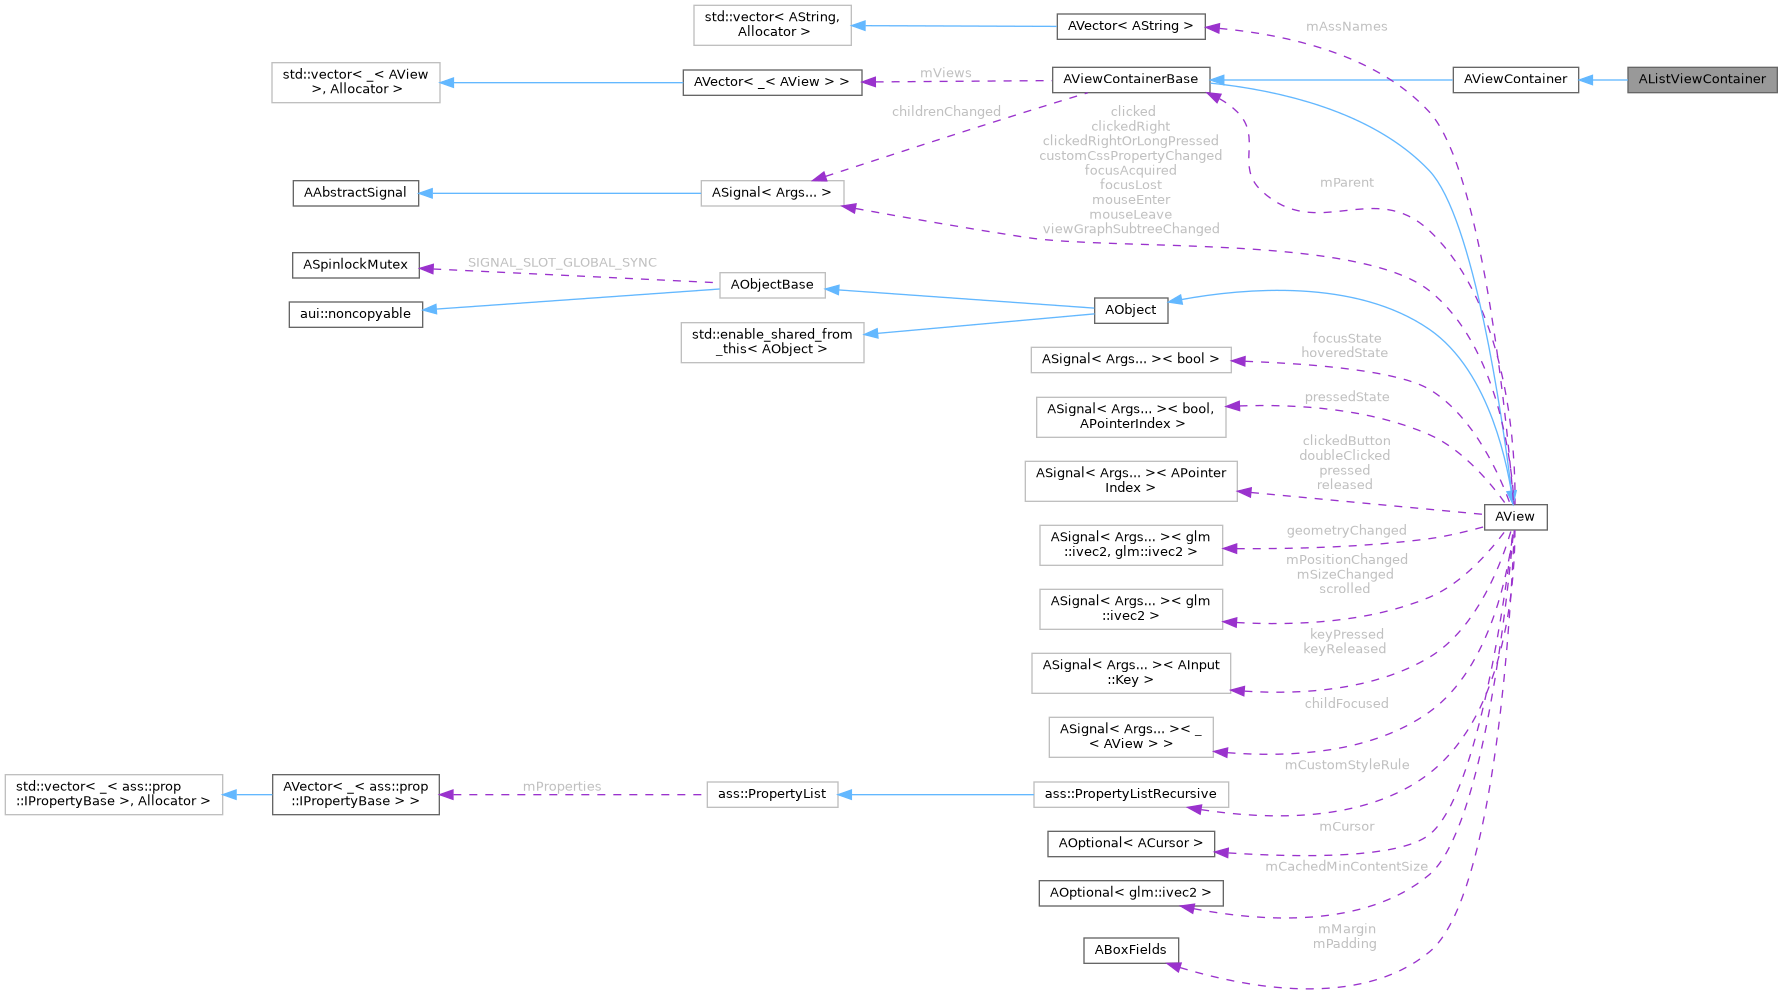 std::vector< AString,
Allocator >
AVector< AString >
mAssNames
std::vector< _< AView
>, Allocator >
AVector< _< AView > >
mViews
AViewContainerBase
AViewContainer
AListViewContainer
childrenChanged
clicked
clickedRight
clickedRightOrLongPressed
customCssPropertyChanged
focusAcquired
focusLost
mouseEnter
mouseLeave
viewGraphSubtreeChanged
mParent
AAbstractSignal
ASignal< Args... >
ASpinlockMutex
SIGNAL_SLOT_GLOBAL_SYNC
AObjectBase
aui::noncopyable
AObject
std::enable_shared_from
_this< AObject >
focusState
hoveredState
ASignal< Args... >< bool >
pressedState
ASignal< Args... >< bool,
APointerIndex >
clickedButton
doubleClicked
pressed
released
ASignal< Args... >< APointer
Index >
AView
geometryChanged
ASignal< Args... >< glm
::ivec2, glm::ivec2 >
mPositionChanged
mSizeChanged
scrolled
ASignal< Args... >< glm
::ivec2 >
keyPressed
keyReleased
ASignal< Args... >< AInput
::Key >
childFocused
ASignal< Args... >< _
< AView > >
mCustomStyleRule
std::vector< _< ass::prop
::IPropertyBase >, Allocator >
AVector< _< ass::prop
::IPropertyBase > >
mProperties
ass::PropertyList
ass::PropertyListRecursive
mCursor
AOptional< ACursor >
mCachedMinContentSize
AOptional< glm::ivec2 >
mMargin
mPadding
ABoxFields